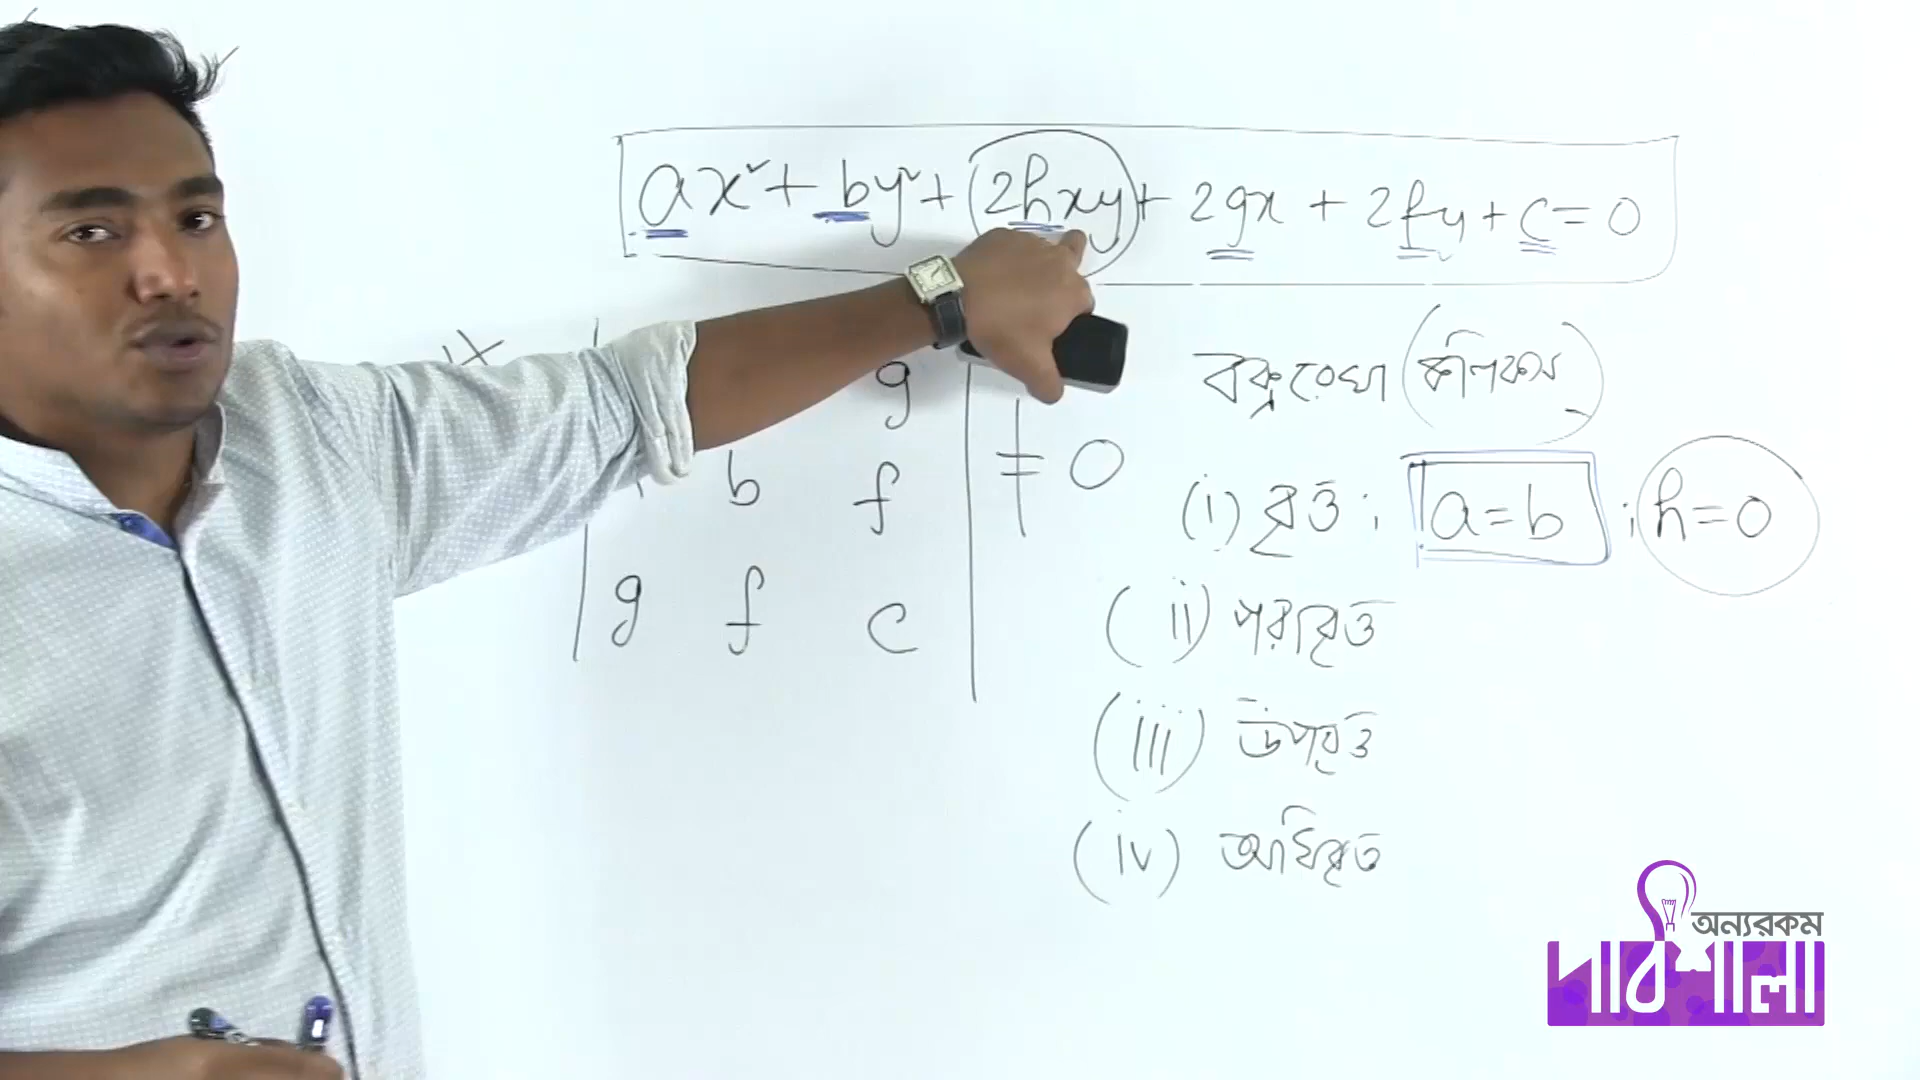 ax² + by² + 2hxy + 2gx + 2fy + c = 0
g
b f ≠ 0
g f c
বক্ররেখা (কনিকস)
(i) বৃত্ত ; a = b ; h = 0
(ii) পরাবৃত্ত
(iii) উপবৃত্ত
(iv) অধিবৃত্ত
অন্যরকম
পাঠশালা